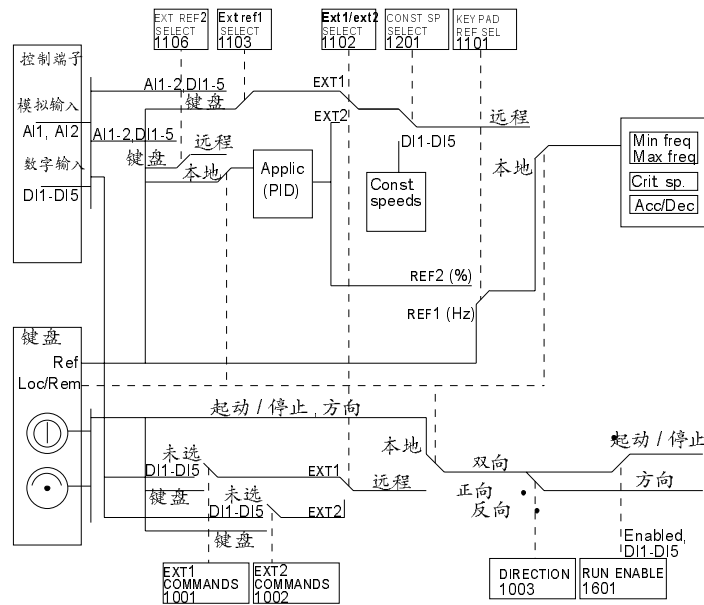 EXT REF2
SELECT
1106
Ext ref1
SELECT
1103
Ext1/ext2
SELECT
1102
CONST SP
SELECT
1201
KEY PAD
REF SEL
1101
控制端子
模拟输入
AI1, AI2
数字输入
DI1-DI5
AI1-2,DI1-5
键盘
EXT1
EXT2
AI1-2,DI1-5
键盘
远程
本地
Applic
(PID)
DI1-DI5
Const
speeds
远程
本地
Min freq
Max freq
Crit. sp.
Acc/Dec
REF2 (%)
REF1 (Hz)
键盘
Ref
Loc/Rem
起动 / 停止 , 方向
未选
DI1-DI5
键盘
未选
DI1-DI5
键盘
EXT1
EXT2
远程
本地
双向
正向
反向
起动 / 停止
方向
Enabled,
DI1-DI5
EXT1
COMMANDS
1001
EXT2
COMMANDS
1002
DIRECTION
1003
RUN ENABLE
1601